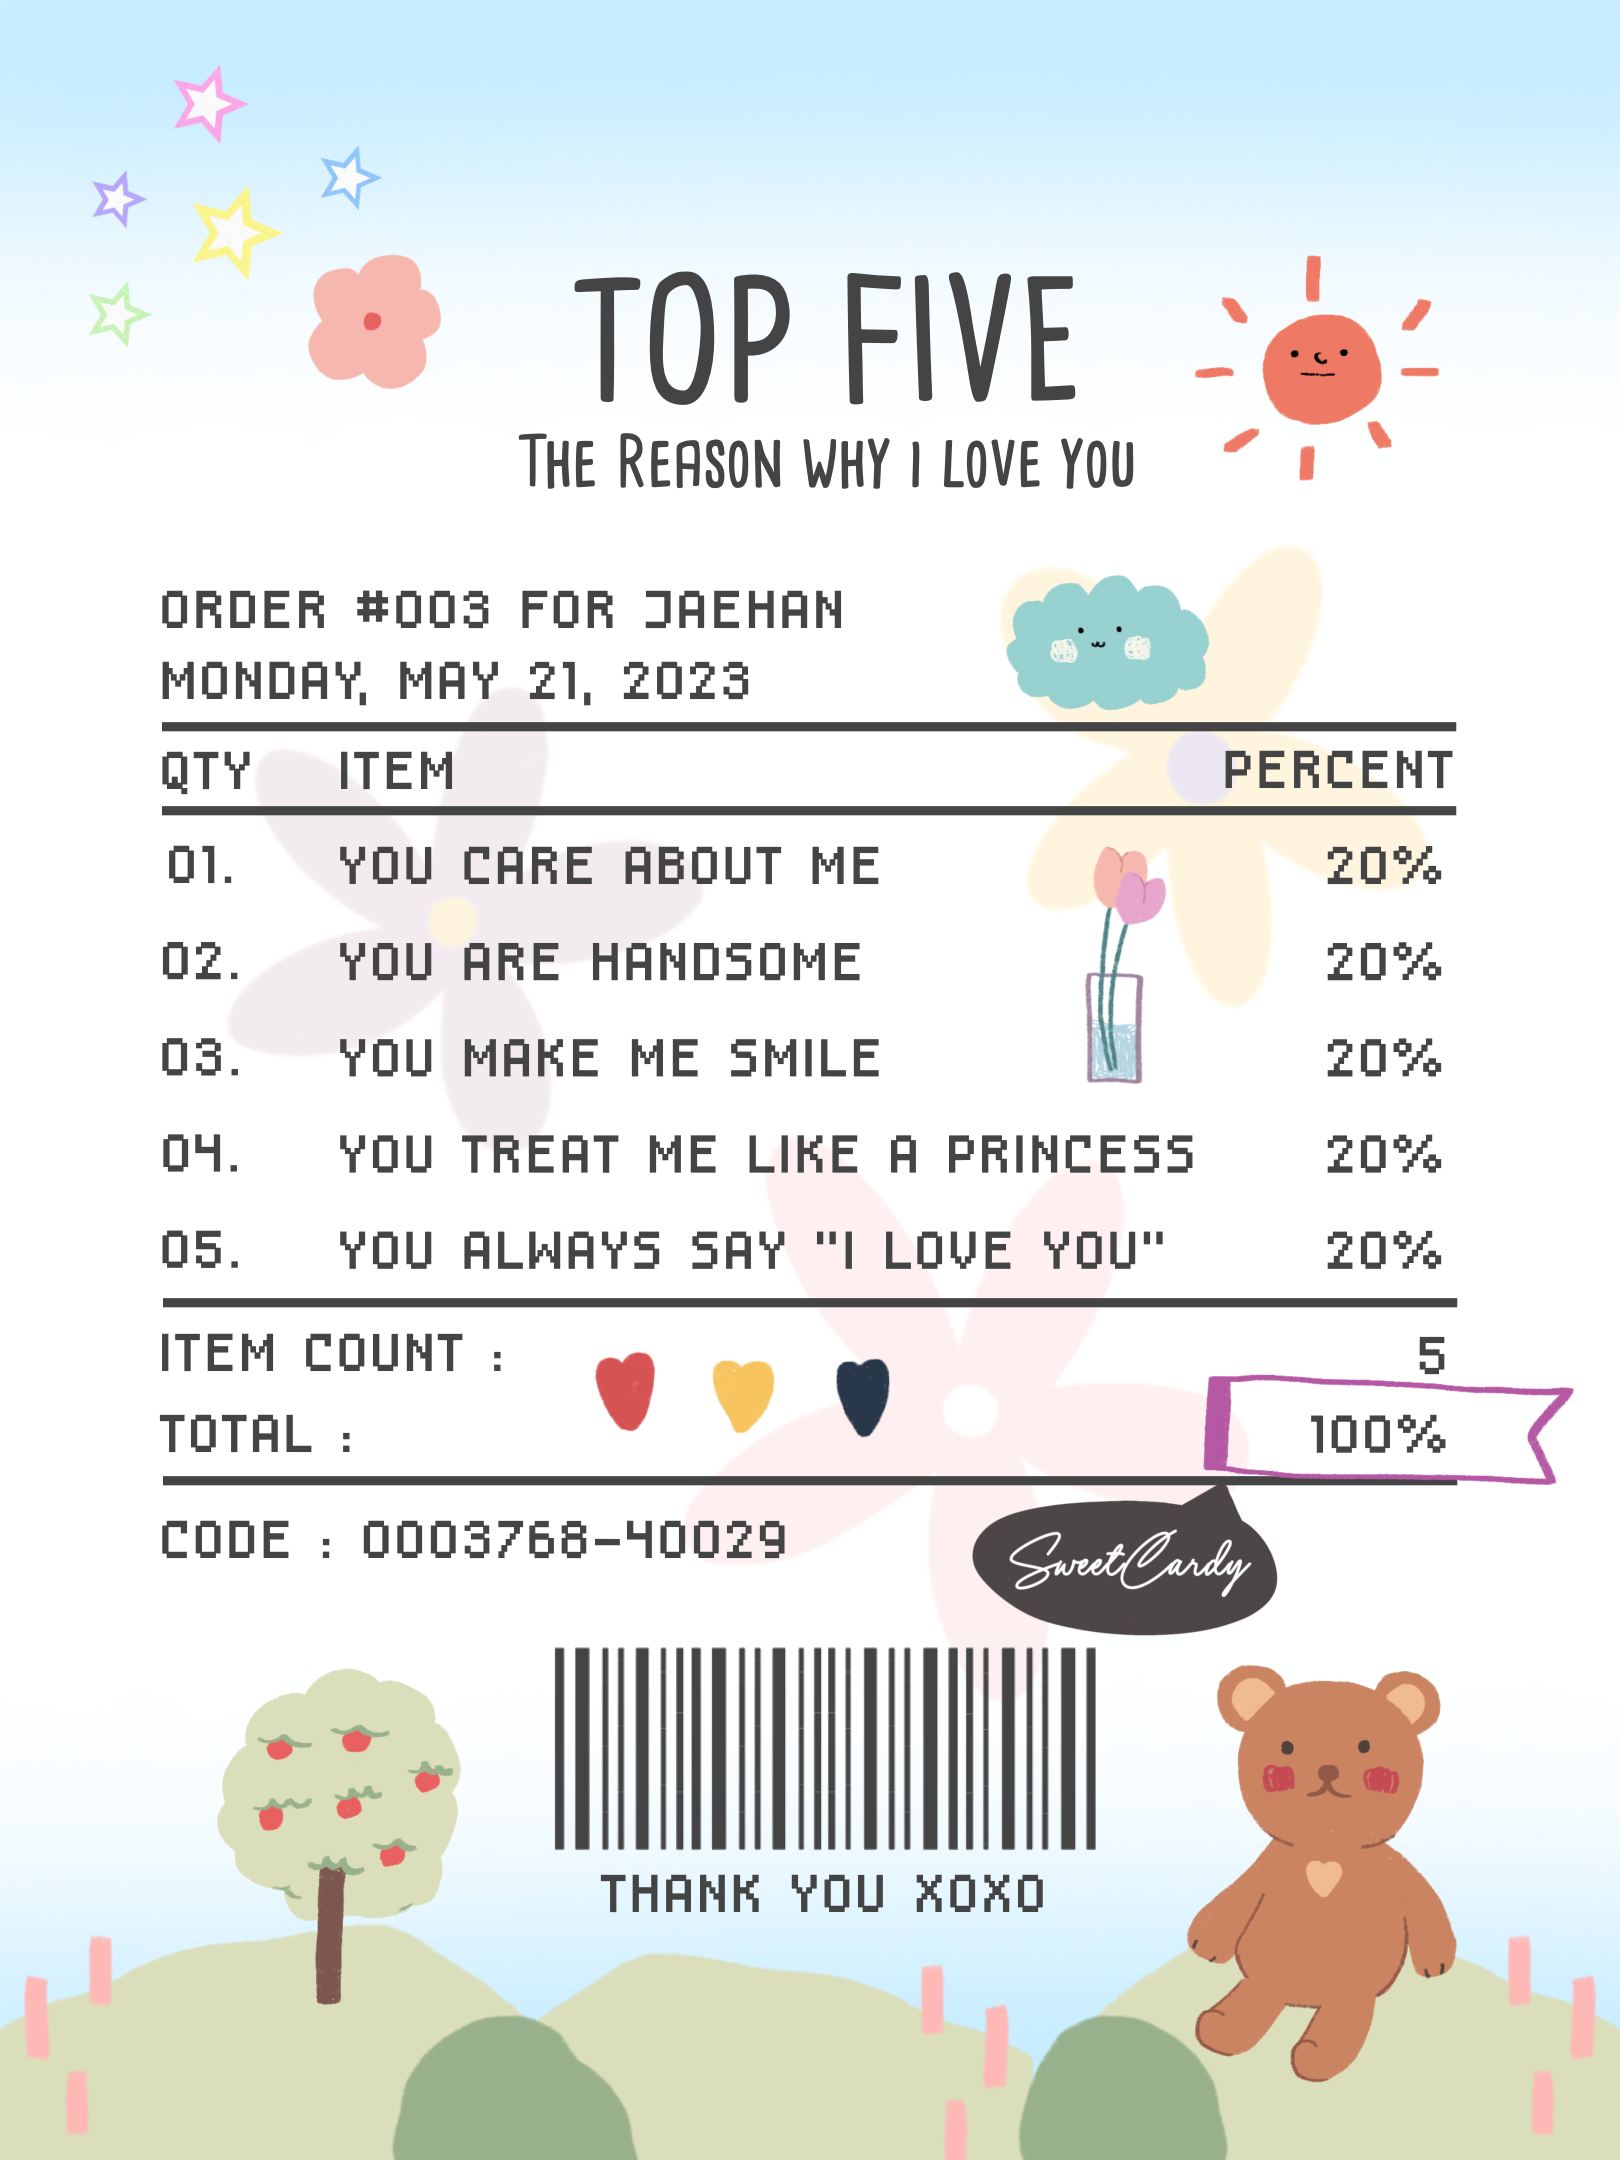 TOP FIVE
THE REASON WHY I LOVE YOU
ORDER #003 FOR JAEHAN
MONDAY, MAY 21, 2023
QTY ITEM PERCENT
01. YOU CARE ABOUT ME 20%
02. YOU ARE HANDSOME 20%
03. YOU MAKE ME SMILE 20%
04. YOU TREAT ME LIKE A PRINCESS 20%
05. YOU ALWAYS SAY "I LOVE YOU" 20%
ITEM COUNT : 5
TOTAL : 100%
CODE : 0003768-40029
SweetCardy
THANK YOU XOXO